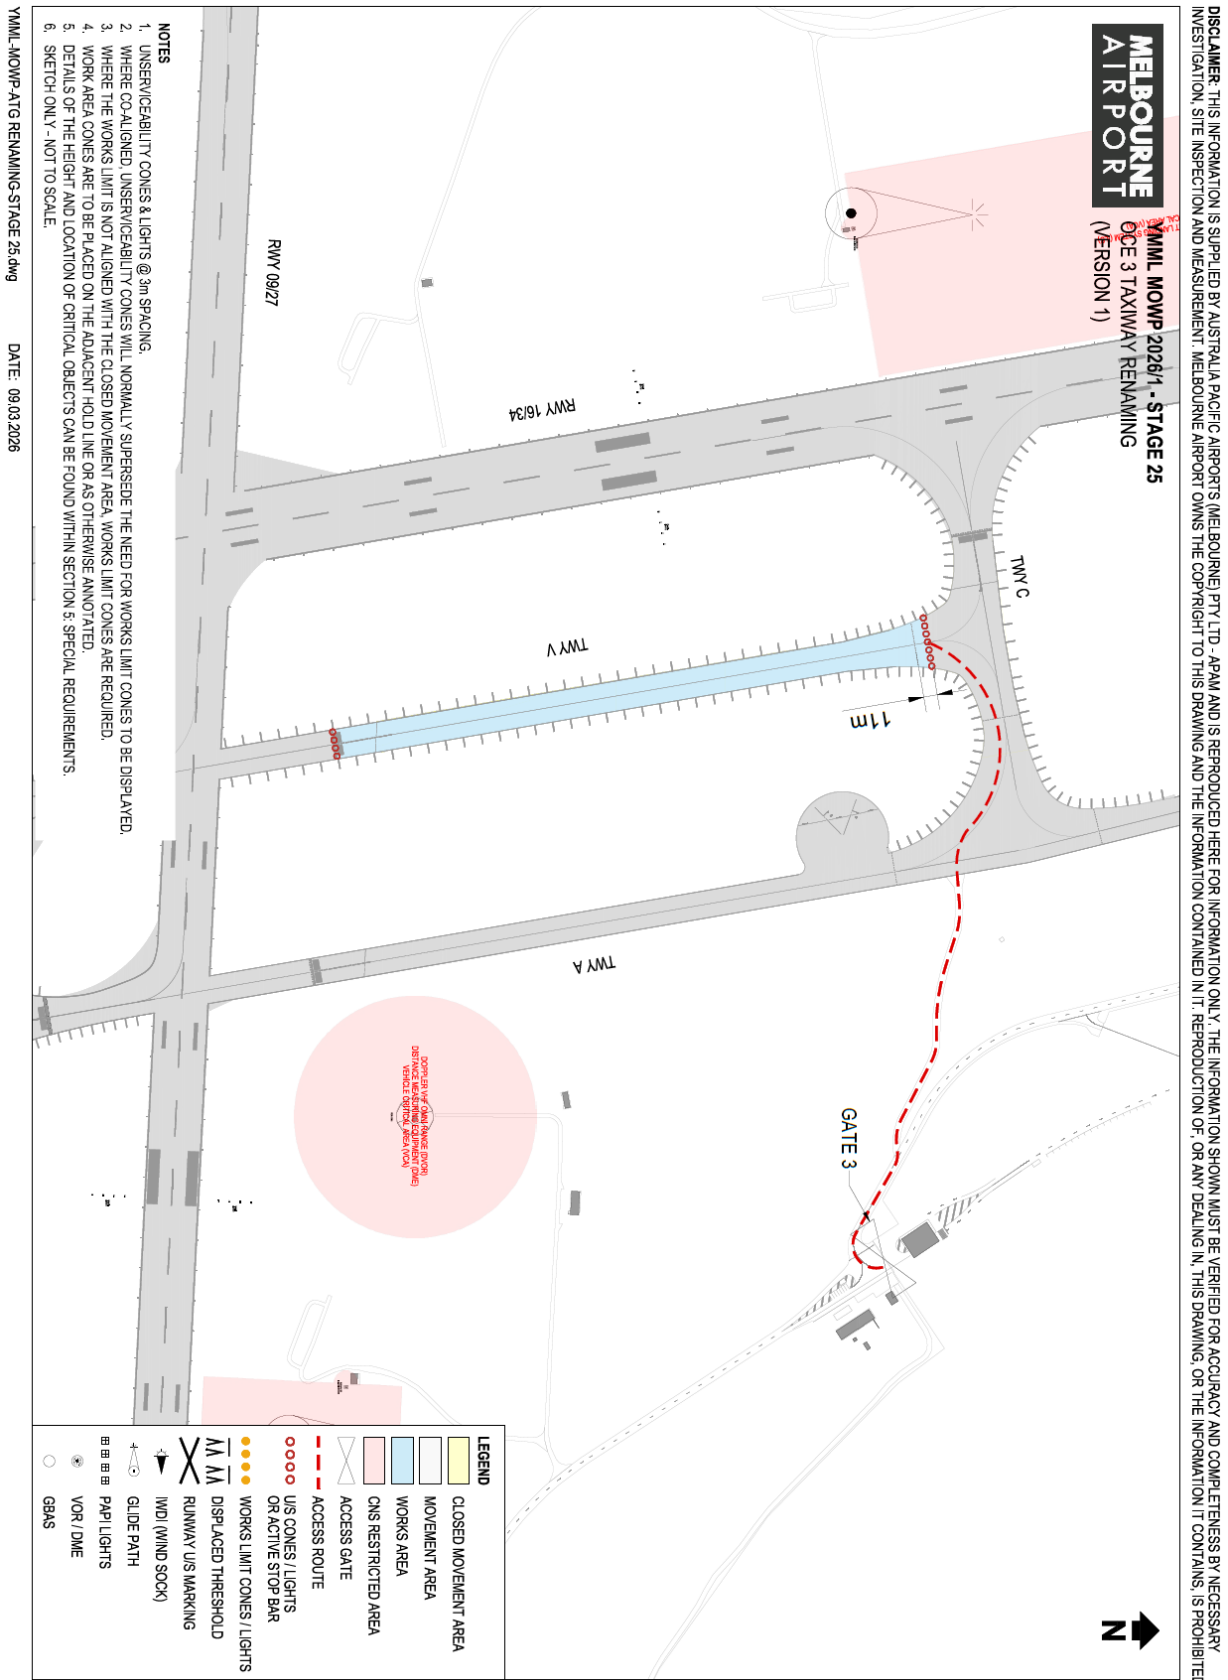 DISCLAIMER: THIS INFORMATION IS SUPPLIED BY AUSTRALIA PACIFIC AIRPORTS (MELBOURNE) PTY LTD - APAM AND IS REPRODUCED HERE FOR INFORMATION ONLY. THE INFORMATION SHOWN MUST BE VERIFIED FOR ACCURACY AND COMPLETENESS BY NECESSARY
INVESTIGATION, SITE INSPECTION AND MEASUREMENT. MELBOURNE AIRPORT OWNS THE COPYRIGHT TO THIS DRAWING AND THE INFORMATION CONTAINED IN IT. REPRODUCTION OF, OR ANY DEALING IN, THIS DRAWING, OR THE INFORMATION IT CONTAINS, IS PROHIBITED
MELBOURNE
AIRPORT
YMML MOWP 2026/1 - STAGE 25
OCE 3 TAXIWAY RENAMING
(VERSION 1)
RWY 16/34
RWY 09/27
TWY C
TWY V
11m
TWY A
GATE 3
DOPPLER VHF OMNI-RANGE (DVOR)
DISTANCE MEASURING EQUIPMENT (DME)
VEHICLE CRITICAL AREA (VCA)
N
NOTES
1. UNSERVICEABILITY CONES & LIGHTS @ 3m SPACING.
2. WHERE CO-ALIGNED, UNSERVICEABILITY CONES WILL NORMALLY SUPERSEDE THE NEED FOR WORKS LIMIT CONES TO BE DISPLAYED.
3. WHERE THE WORKS LIMIT IS NOT ALIGNED WITH THE CLOSED MOVEMENT AREA, WORKS LIMIT CONES ARE REQUIRED.
4. WORK AREA CONES ARE TO BE PLACED ON THE ADJACENT HOLD LINE OR AS OTHERWISE ANNOTATED.
5. DETAILS OF THE HEIGHT AND LOCATION OF CRITICAL OBJECTS CAN BE FOUND WITHIN SECTION 5: SPECIAL REQUIREMENTS.
6. SKETCH ONLY - NOT TO SCALE.
LEGEND
CLOSED MOVEMENT AREA
MOVEMENT AREA
WORKS AREA
CNS RESTRICTED AREA
ACCESS GATE
ACCESS ROUTE
U/S CONES / LIGHTS
OR ACTIVE STOP BAR
WORKS LIMIT CONES / LIGHTS
DISPLACED THRESHOLD
RUNWAY U/S MARKING
IWDI (WIND SOCK)
GLIDE PATH
PAPI LIGHTS
VOR / DME
GBAS
YMML-MOWP-ATG RENAMING-STAGE 25.dwg DATE: 09.03.2026